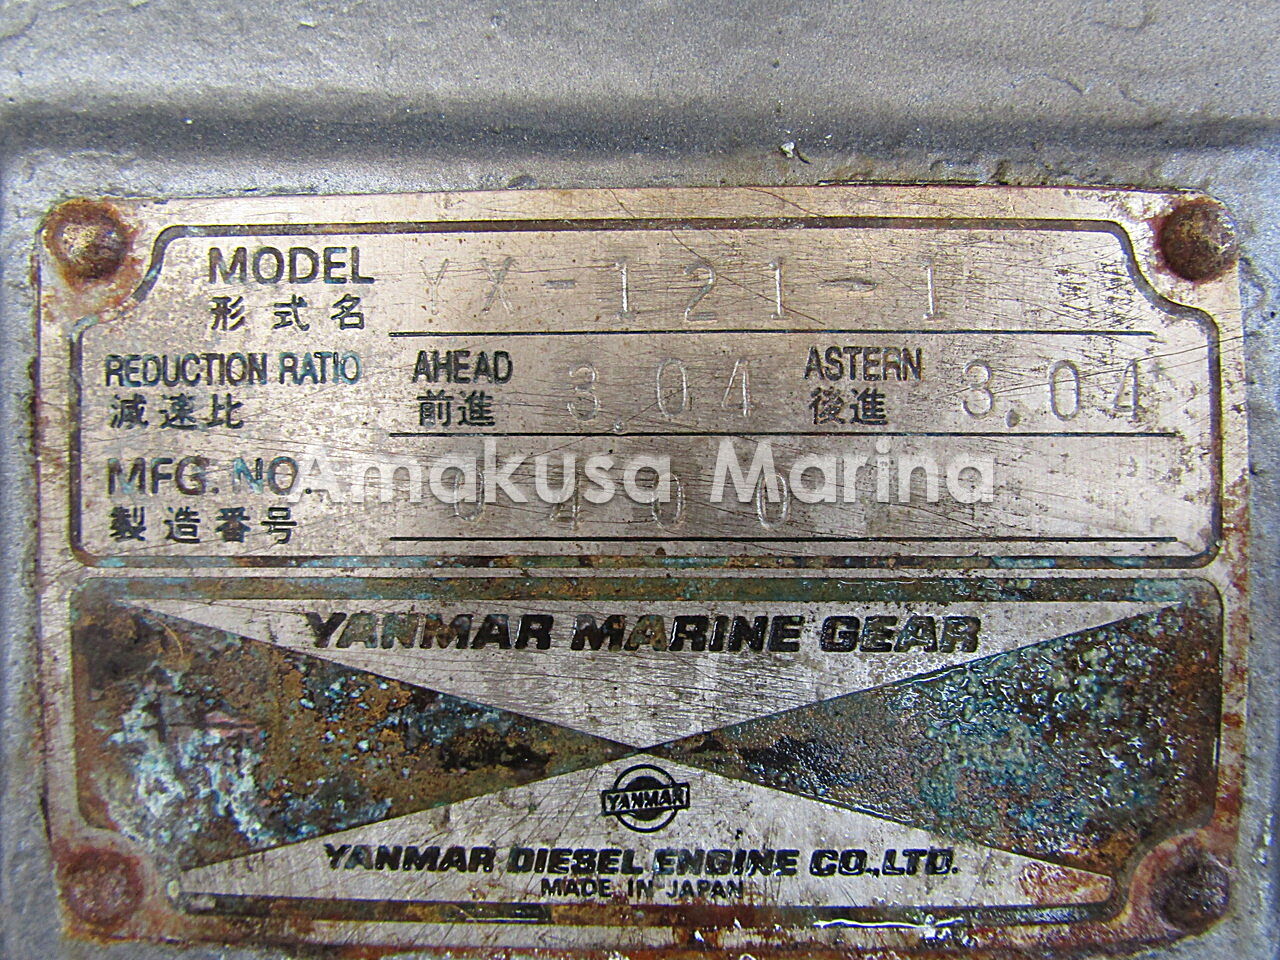 MODEL YX-121-1
形式名
REDUCTION RATIO AHEAD 3.04 ASTERN 3.04
減速比 前進 後進
MFG. NO. 0400
製造番号
Amakusa Marina
YANMAR MARINE GEAR
YANMAR
YANMAR DIESEL ENGINE CO.,LTD.
MADE IN JAPAN